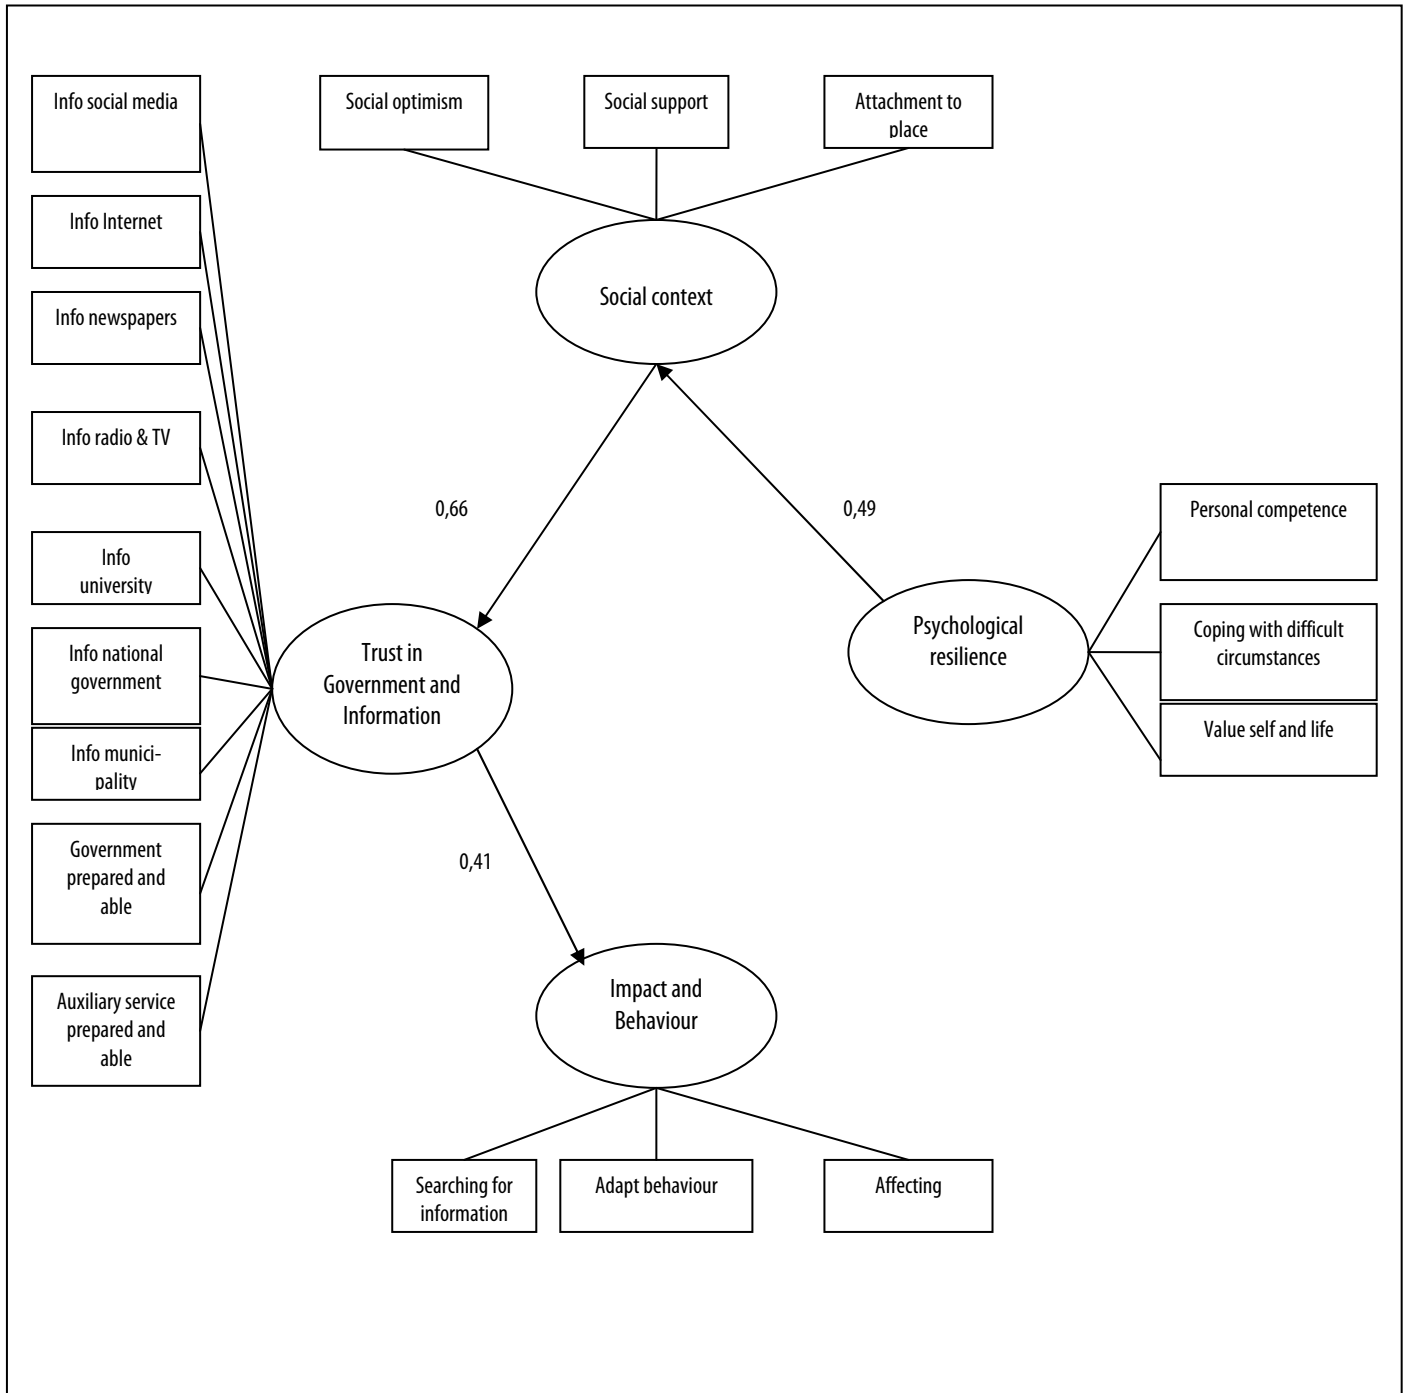 Info social media
Social optimism
Social support
Attachment to
place
Info Internet
Info newspapers
Social context
Info radio & TV
0,66
0,49
Personal competence
Info
university
Psychological
resilience
Coping with difficult
circumstances
Info national
government
Trust in
Government and
Information
Value self and life
Info munici-
pality
Government
prepared and
able
0,41
Auxiliary service
prepared and
able
Impact and
Behaviour
Searching for
information
Adapt behaviour
Affecting